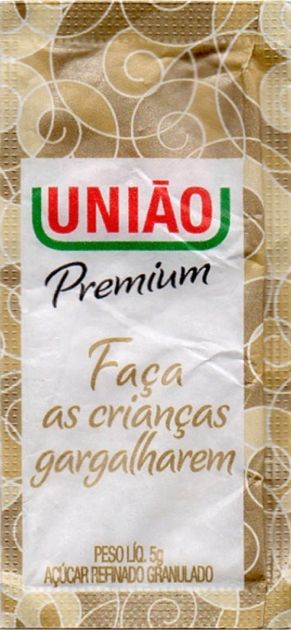 UNIÃO
Premium
Faça
as crianças
gargalharem
PESO LÍQ. 5g
AÇÚCAR REFINADO GRANULADO